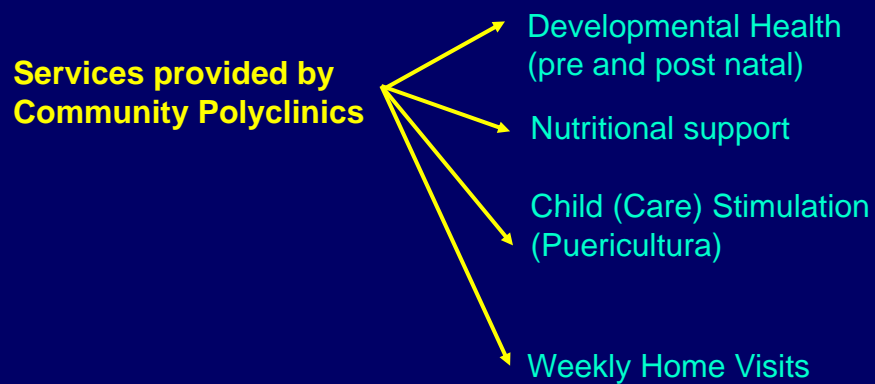 Services provided by
Community Polyclinics
Developmental Health
(pre and post natal)
Nutritional support
Child (Care) Stimulation
(Puericultura)
Weekly Home Visits